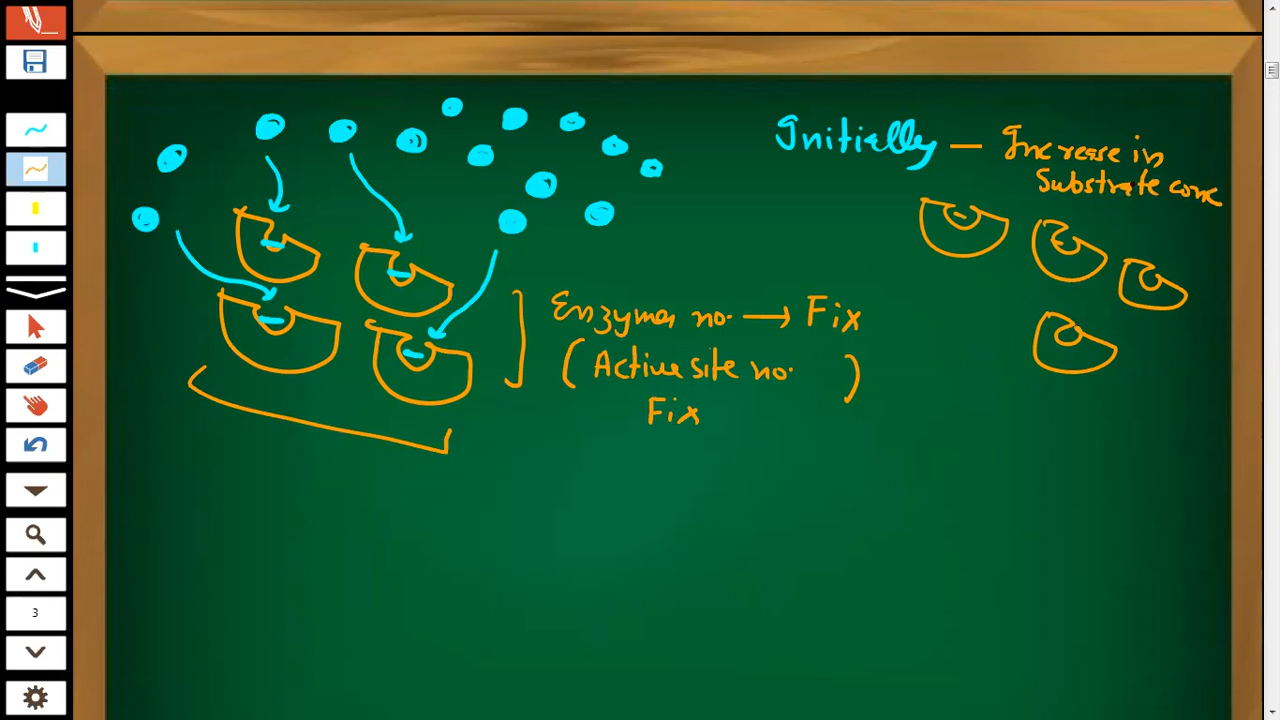 Initially — Increase in
Substrate conc
Enzymes no. → Fix
(Active site no.
Fix)
3